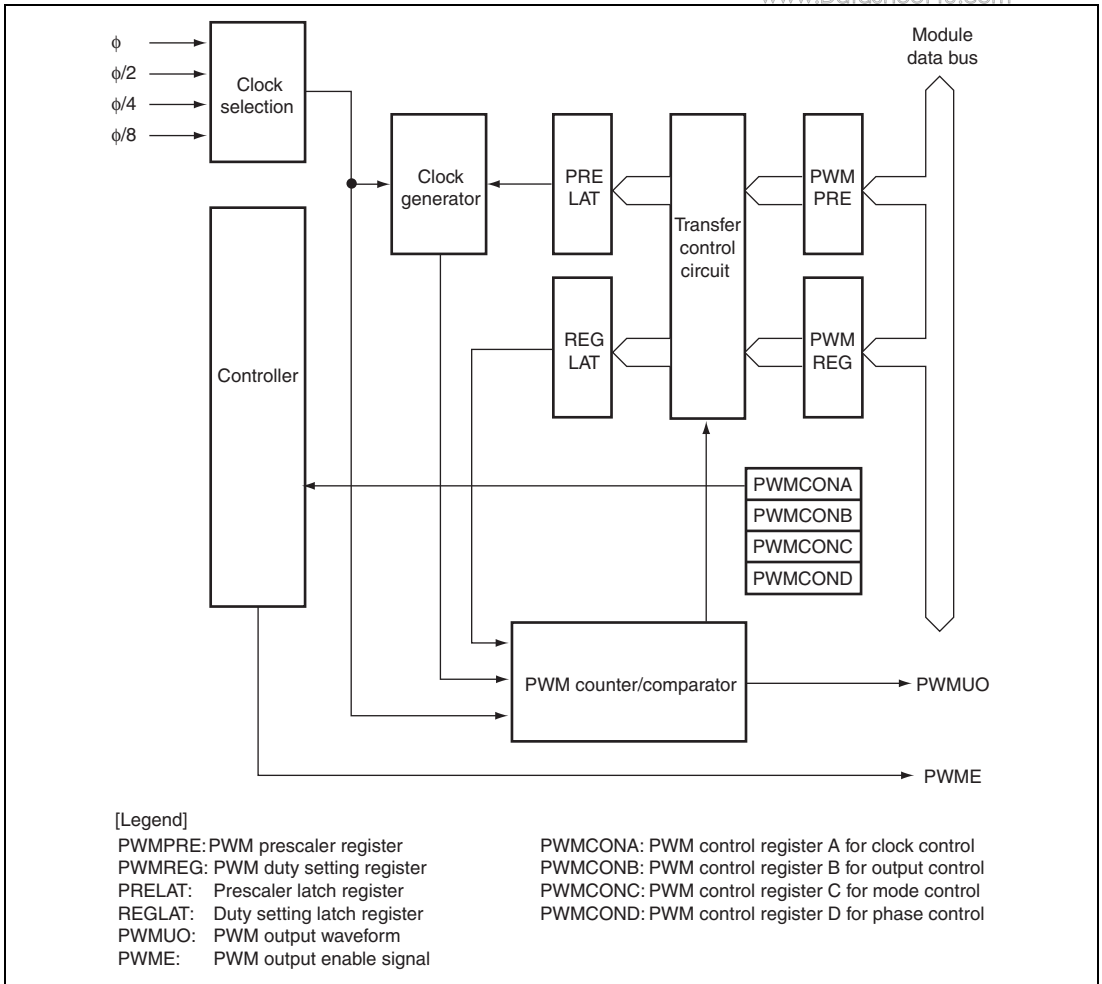 www.DataSheet4U.com
Module
data bus
ϕ
ϕ/2
ϕ/4
ϕ/8
Clock
selection
Clock
generator
PRE
LAT
Transfer
control
circuit
PWM
PRE
REG
LAT
PWM
REG
Controller
PWMCONA
PWMCONB
PWMCONC
PWMCOND
PWM counter/comparator
PWMUO
PWME
[Legend]
PWMPRE: PWM prescaler register
PWMREG: PWM duty setting register
PRELAT: Prescaler latch register
REGLAT: Duty setting latch register
PWMUO: PWM output waveform
PWME: PWM output enable signal
PWMCONA: PWM control register A for clock control
PWMCONB: PWM control register B for output control
PWMCONC: PWM control register C for mode control
PWMCOND: PWM control register D for phase control